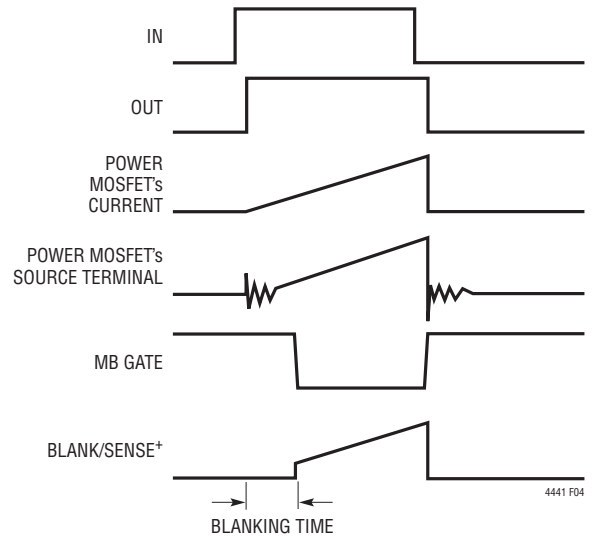 IN
OUT
POWER
MOSFET's
CURRENT
POWER MOSFET's
SOURCE TERMINAL
MB GATE
BLANK/SENSE+
4441 F04
BLANKING TIME